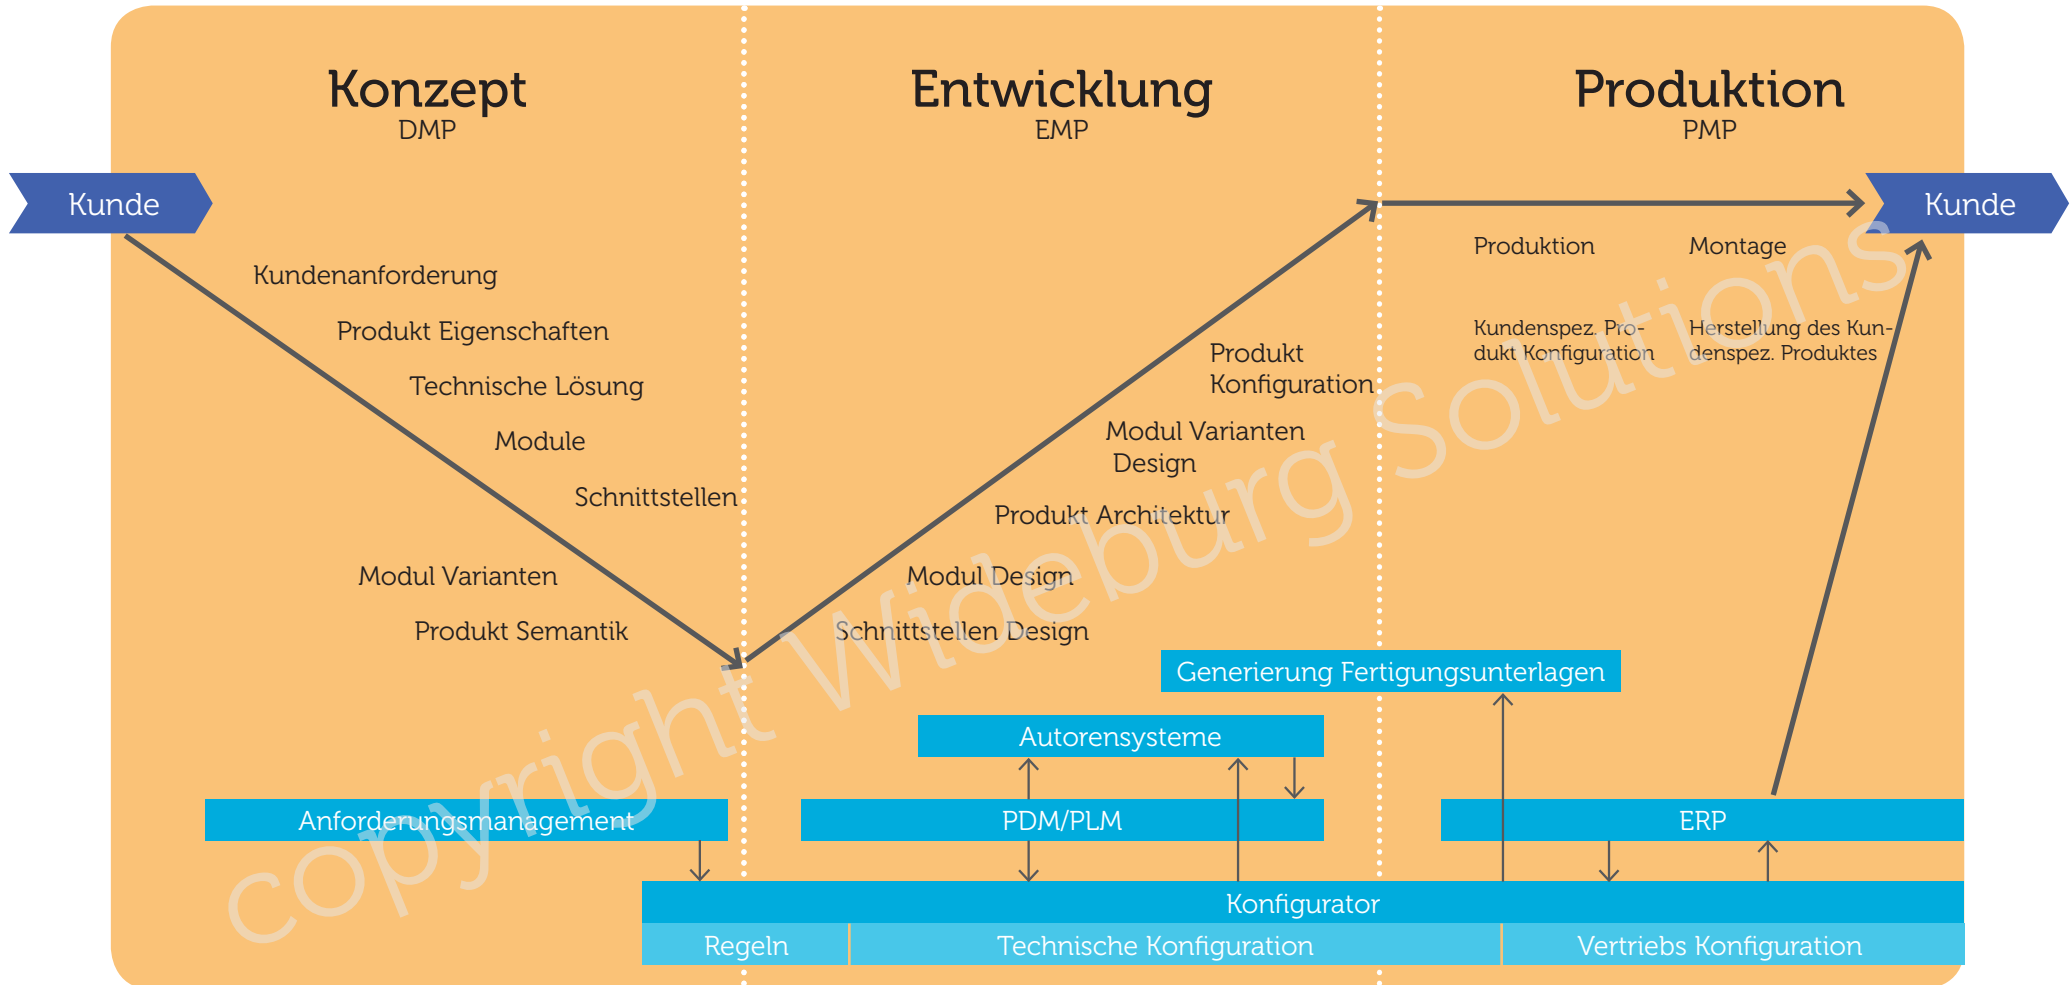 Konzept
DMP
Entwicklung
EMP
Produktion
PMP
Kunde
Kunde
Kundenanforderung
Produkt Eigenschaften
Technische Lösung
Module
Schnittstellen
Modul Varianten
Produkt Semantik
Produkt
Konfiguration
Modul Varianten
Design
Produkt Architektur
Modul Design
Schnittstellen Design
Produktion
Montage
Kundenspez. Pro-
dukt Konfiguration
Herstellung des Kun-
denspez. Produktes
Generierung Fertigungsunterlagen
Autorensysteme
Anforderungsmanagement
PDM/PLM
ERP
Konfigurator
Regeln
Technische Konfiguration
Vertriebs Konfiguration
copyright Wideburg Solutions